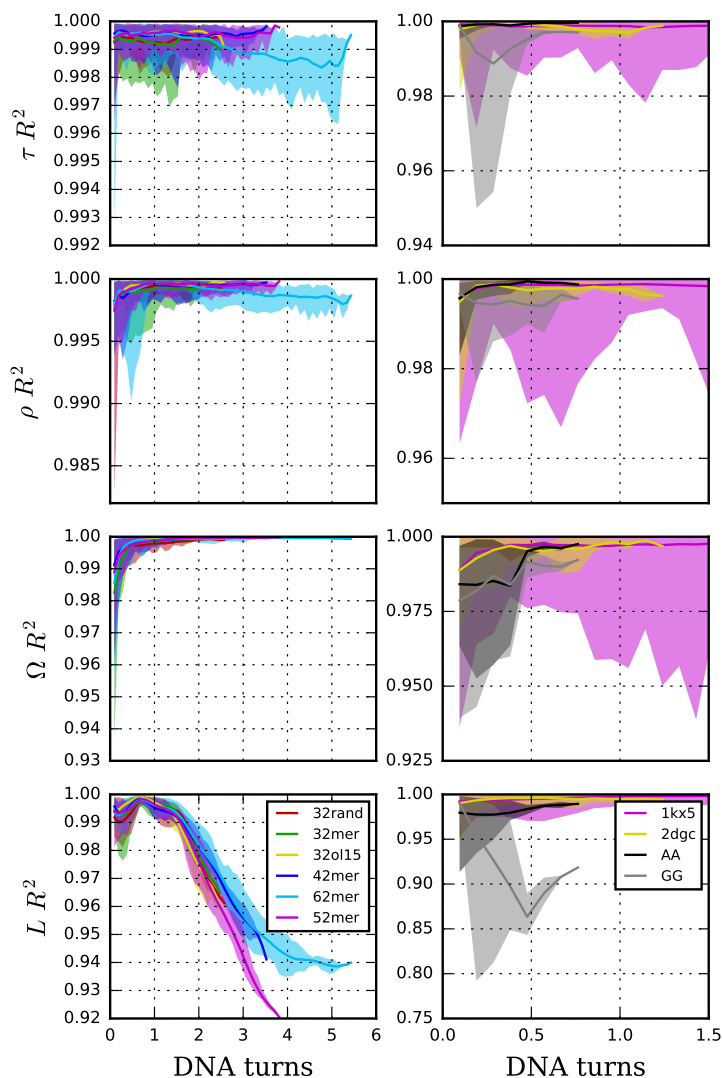 1.000
0.999
0.998
0.997
0.996
0.995
0.994
0.993
0.992
τ R²
1.00
0.98
0.96
0.94
1.000
0.995
0.990
0.985
ρ R²
1.00
0.98
0.96
1.00
0.99
0.98
0.97
0.96
0.95
0.94
0.93
Ω R²
1.000
0.975
0.950
0.925
0.99
0.98
0.97
0.96
0.95
0.94
0.93
0.92
1.00
L R²
32rand
32mer
32ol15
42mer
62mer
52mer
0 1 2 3 4 5 6
DNA turns
1.00
0.95
0.90
0.85
0.80
0.75
1kx5
2dgc
AA
GG
0.0 0.5 1.0 1.5
DNA turns